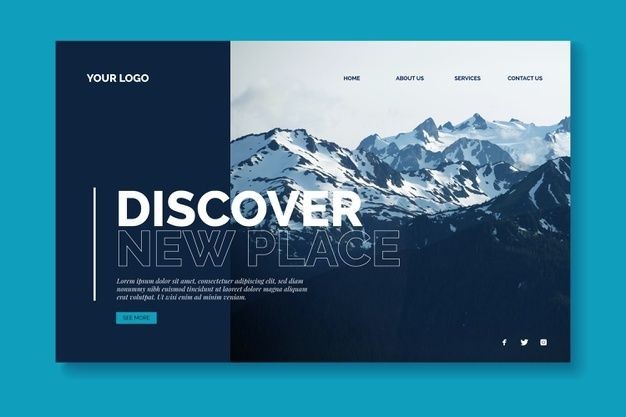 YOUR LOGO
HOME ABOUT US SERVICES CONTACT US
DISCOVER
NEW PLACE
Lorem ipsum dolor sit amet, consectetuer adipiscing elit,
sed diam nonummy nibh euismod tincidunt ut laoreet dolore magna aliquam
erat volutpat. Ut wisi enim ad minim veniam.
SEE MORE